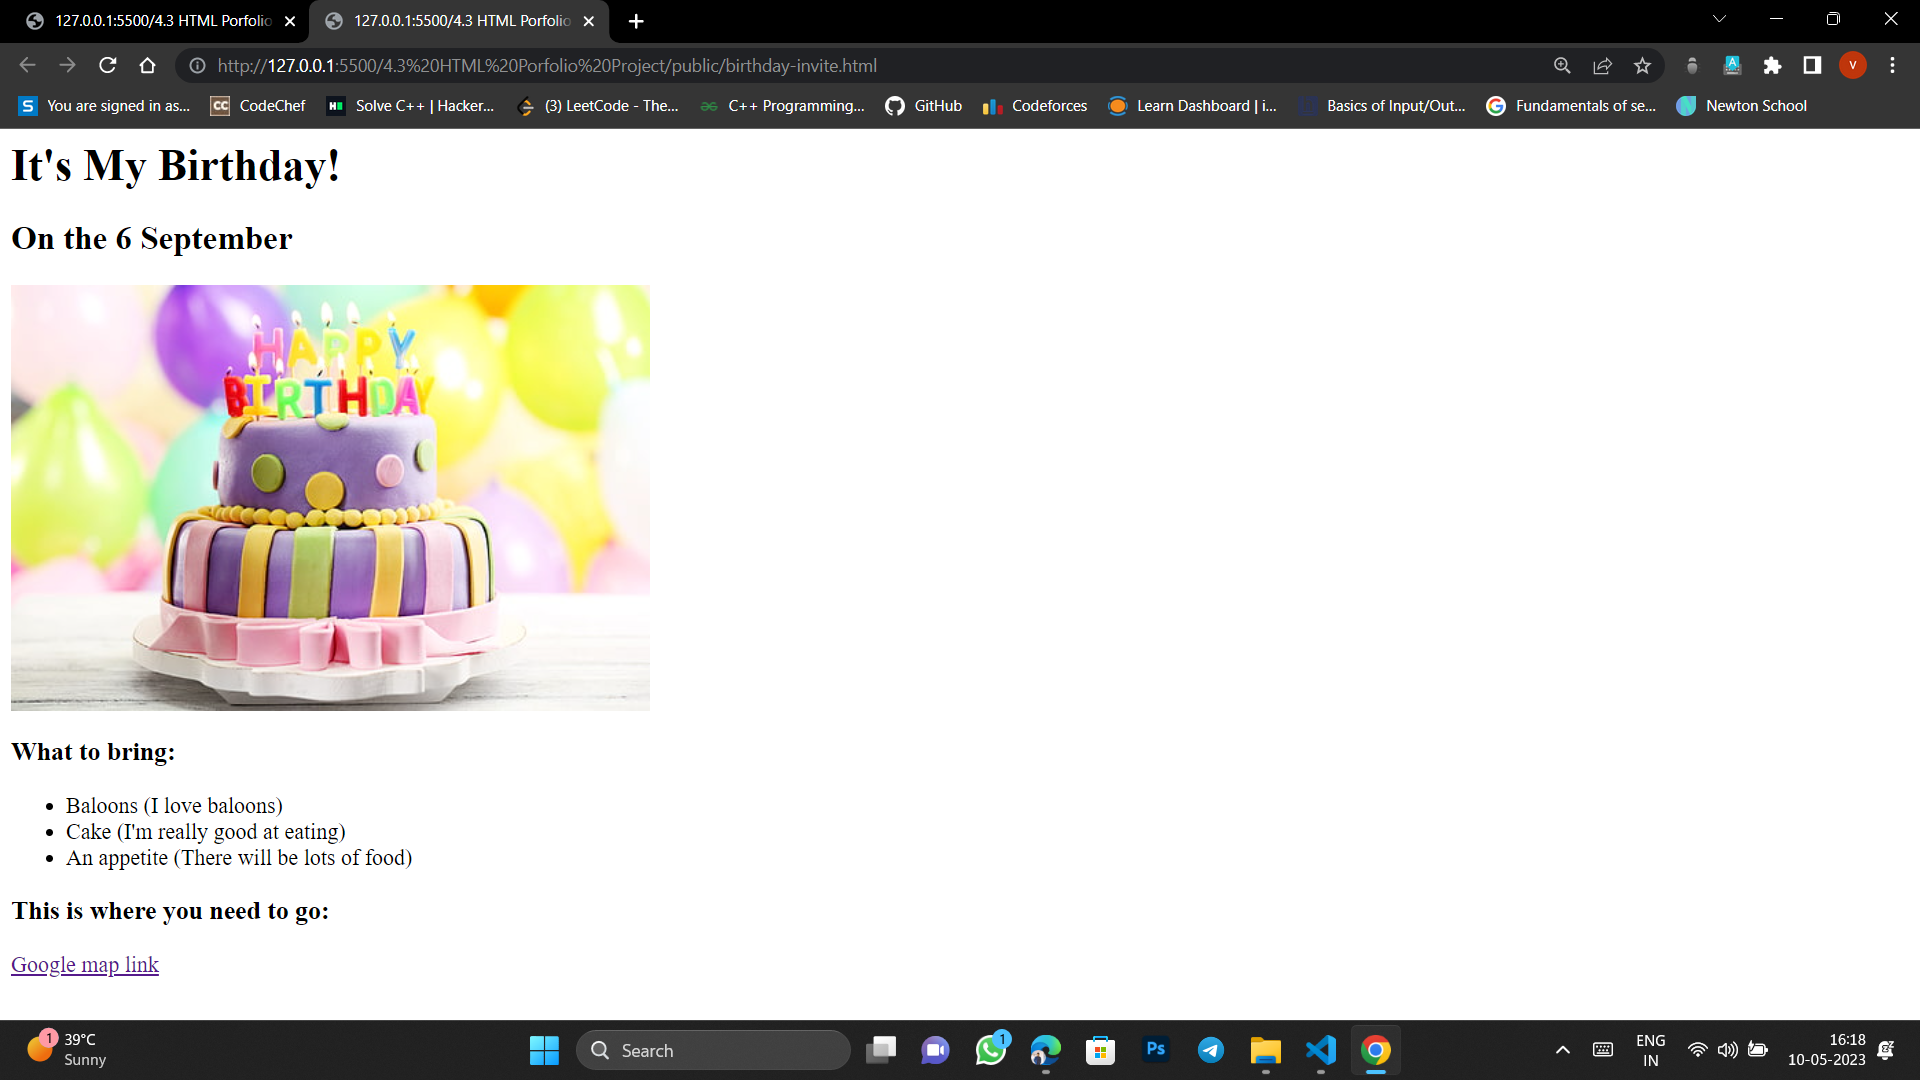 127.0.0.1:5500/4.3 HTML Porfolio
127.0.0.1:5500/4.3 HTML Porfolio
http://127.0.0.1:5500/4.3%20HTML%20Porfolio%20Project/public/birthday-invite.html
A
V
S You are signed in as...
CC CodeChef
H Solve C++ | Hacker...
(3) LeetCode - The...
C++ Programming...
GitHub
Codeforces
Learn Dashboard | i...
Basics of Input/Out...
G Fundamentals of se...
N Newton School
It's My Birthday!
On the 6 September
HAPPY
BIRTHDAY
What to bring:
Baloons (I love baloons)
Cake (I'm really good at eating)
An appetite (There will be lots of food)
This is where you need to go:
Google map link
1
39°C
Sunny
Search
1
Ps
ENG
IN
16:18
10-05-2023